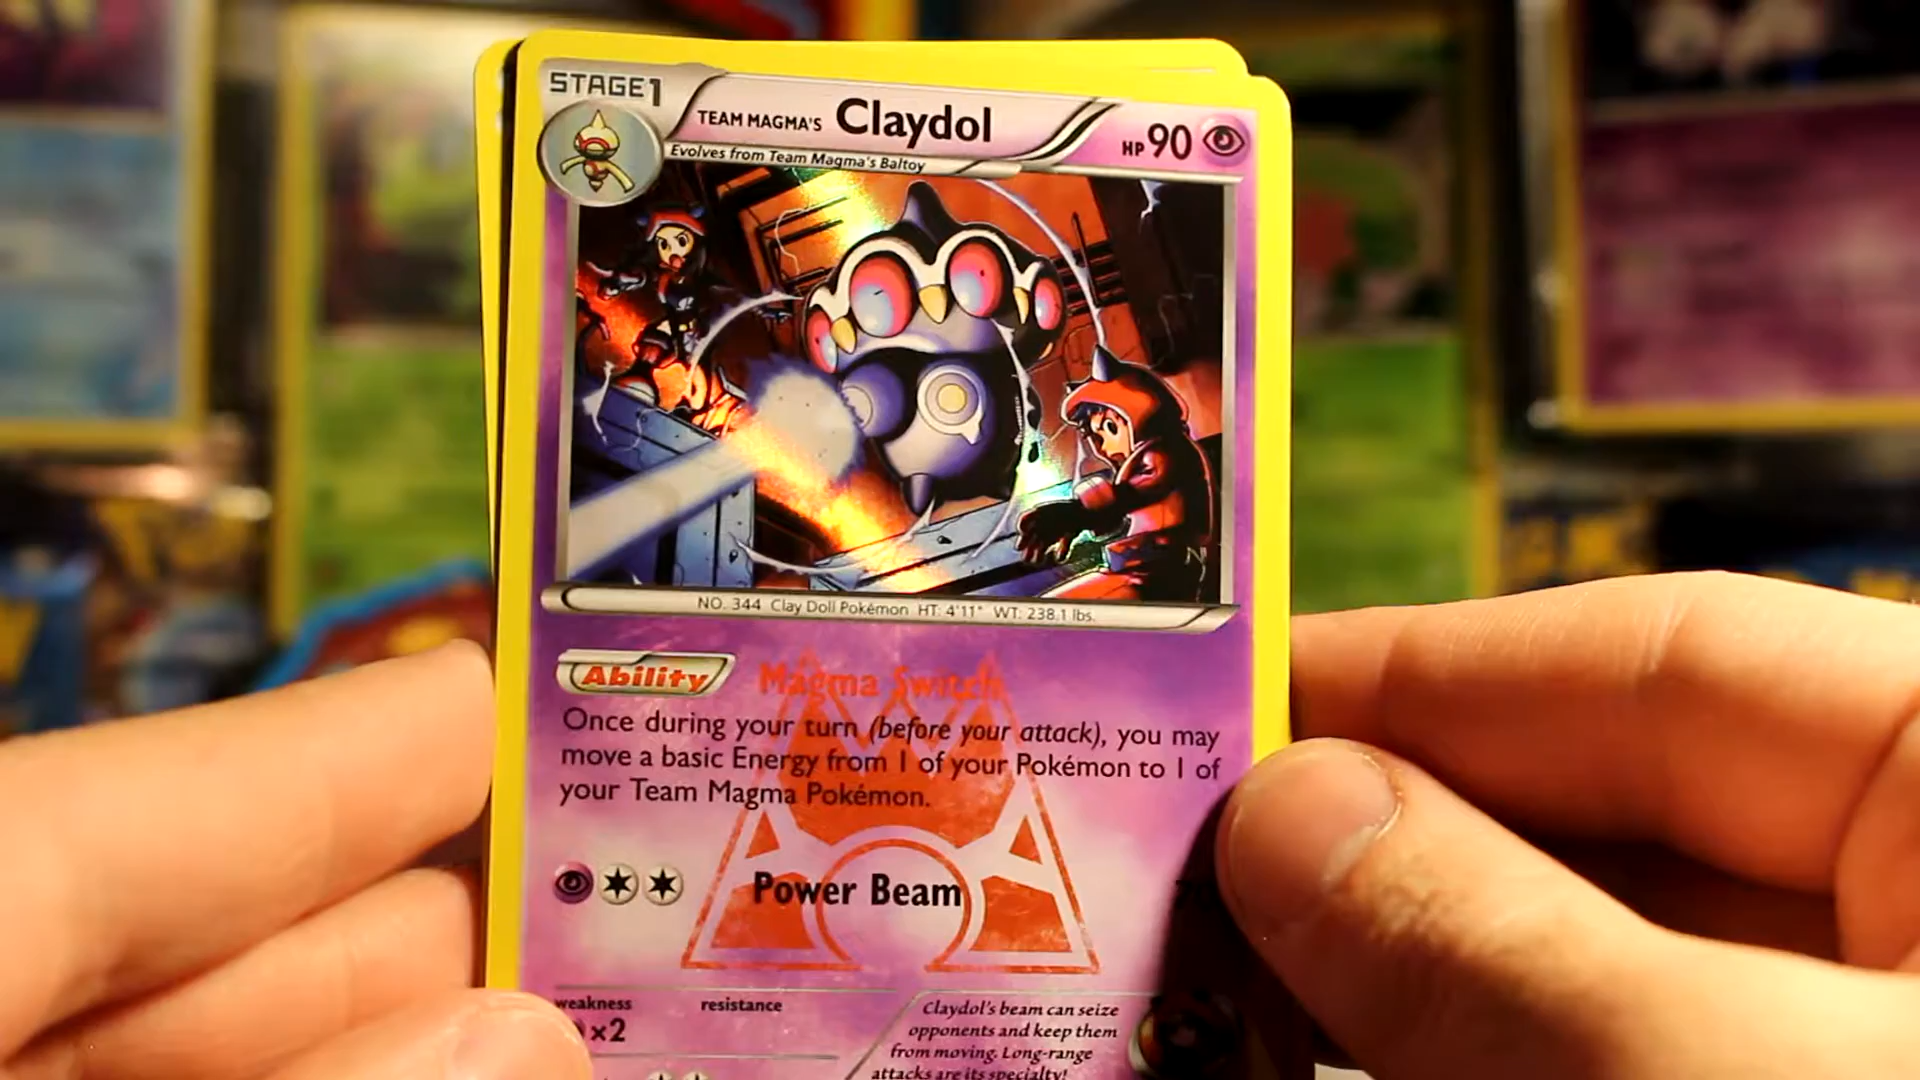 STAGE1
TEAM MAGMA'S Claydol HP90
Evolves from Team Magma's Baltoy
NO. 344 Clay Doll Pokémon HT: 4'11" WT: 238.1 lbs.
Ability Magma Switch
Once during your turn (before your attack), you may
move a basic Energy from 1 of your Pokémon to 1 of
your Team Magma Pokémon.
Power Beam
weakness resistance
x2
Claydol's beam can seize
opponents and keep them
from moving. Long-range
attacks are its specialty!